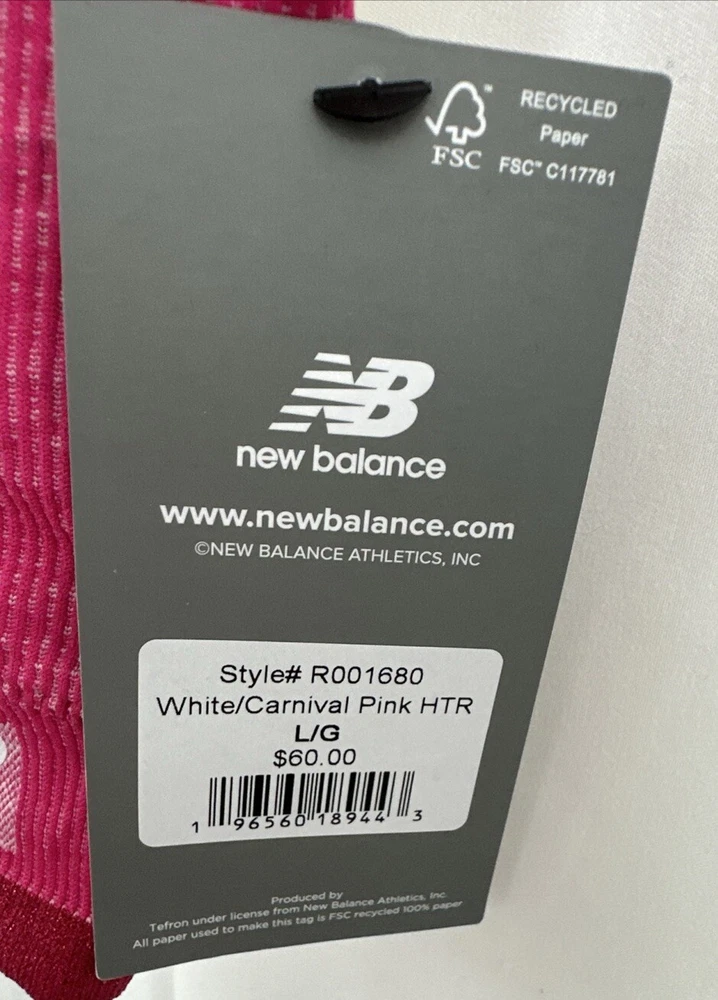 RECYCLED
Paper
FSC™ C117781
FSC
NB
new balance
www.newbalance.com
©NEW BALANCE ATHLETICS, INC
Style# R001680
White/Carnival Pink HTR
L/G
$60.00
1 96560 18944 3
Produced by
Tefron under license from New Balance Athletics, Inc.
All paper used to make this tag is FSC recycled 100% paper